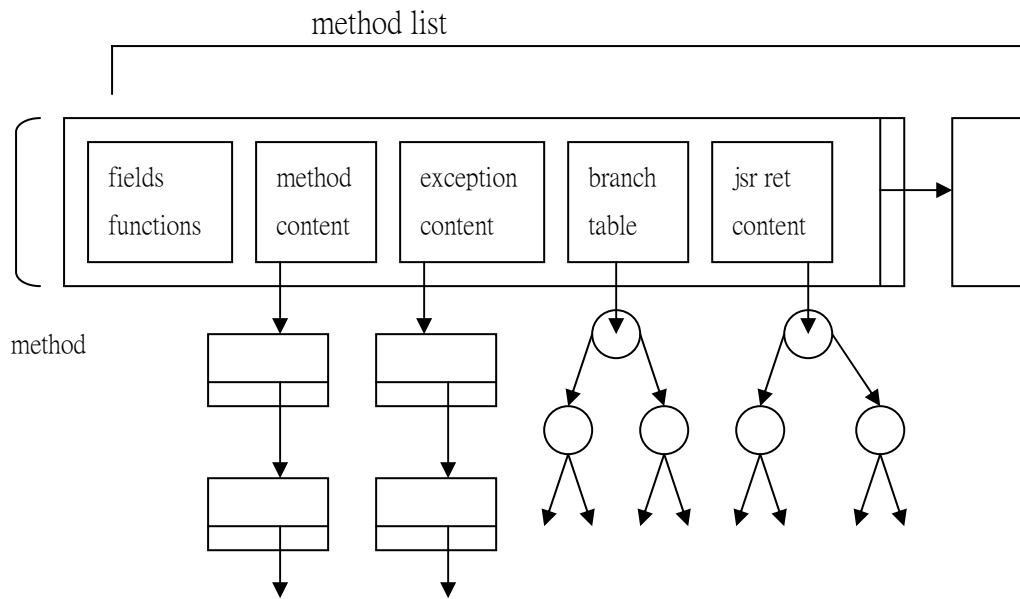 method list
fields
functions
method
content
exception
content
branch
table
jsr ret
content
method